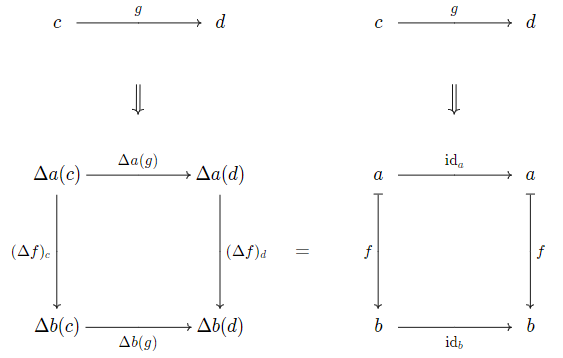 g g
c d c d
Δa(g) id_a
Δa(c) Δa(d) a a
(Δf)_c (Δf)_d = f f
Δb(c) Δb(d) b b
Δb(g) id_b